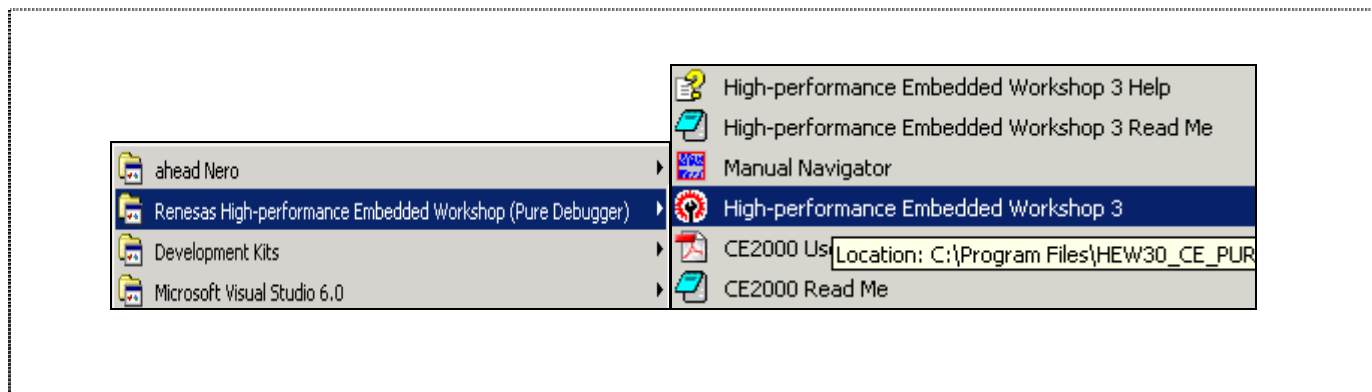 ahead Nero
Renesas High-performance Embedded Workshop (Pure Debugger)
Development Kits
Microsoft Visual Studio 6.0
High-performance Embedded Workshop 3 Help
High-performance Embedded Workshop 3 Read Me
Manual Navigator
High-performance Embedded Workshop 3
CE2000 Us
Location: C:\Program Files\HEW30_CE_PUR
CE2000 Read Me